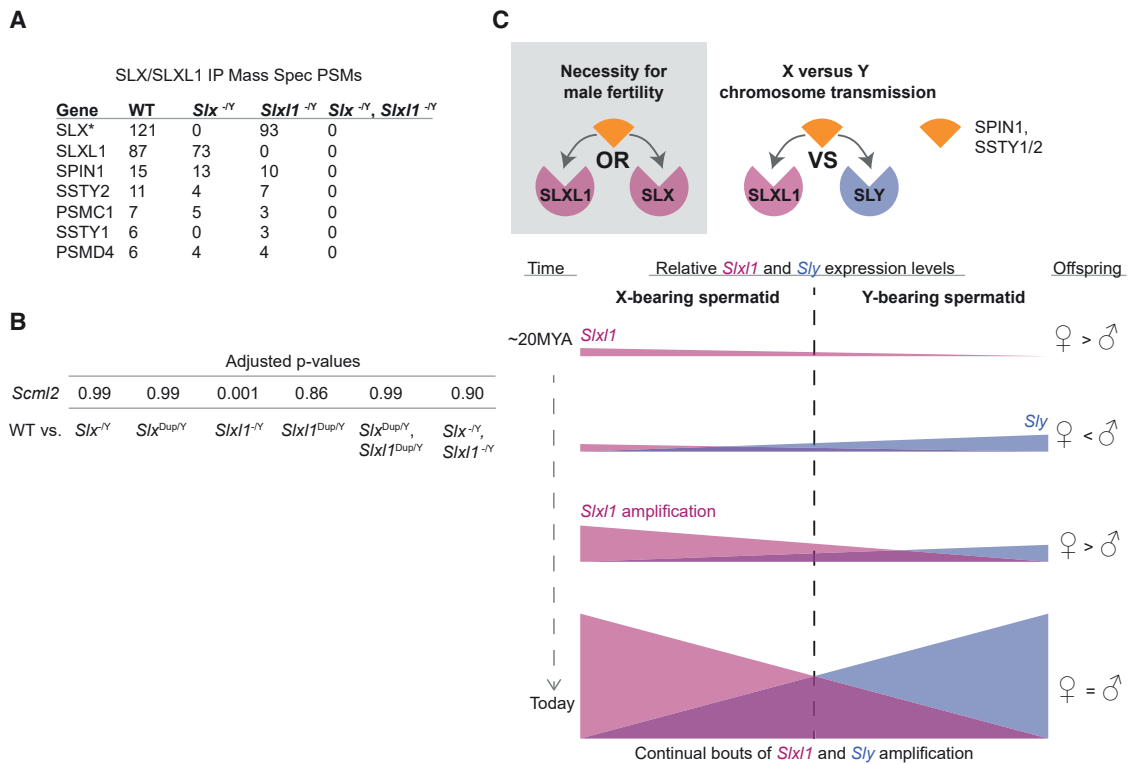 A
SLX/SLXL1 IP Mass Spec PSMs
Gene WT Slx -/Y Slxl1 -/Y Slx -/Y, Slxl1 -/Y
SLX* 121 0 93 0
SLXL1 87 73 0 0
SPIN1 15 13 10 0
SSTY2 11 4 7 0
PSMC1 7 5 3 0
SSTY1 6 0 3 0
PSMD4 6 4 4 0
B
Adjusted p-values
Scml2 0.99 0.99 0.001 0.86 0.99 0.90
WT vs. Slx-/Y SlxDup/Y Slxl1-/Y Slxl1Dup/Y SlxDup/Y, Slx-/Y,
Slxl1Dup/Y Slxl1-/Y
C
Necessity for
male fertility
OR
SLXL1 SLX
X versus Y
chromosome transmission
VS
SLXL1 SLY
SPIN1,
SSTY1/2
Time Relative Slxl1 and Sly expression levels Offspring
X-bearing spermatid Y-bearing spermatid
~20MYA Slxl1 ♀ > ♂
Sly ♀ < ♂
Slxl1 amplification ♀ > ♂
Today ♀ = ♂
Continual bouts of Slxl1 and Sly amplification